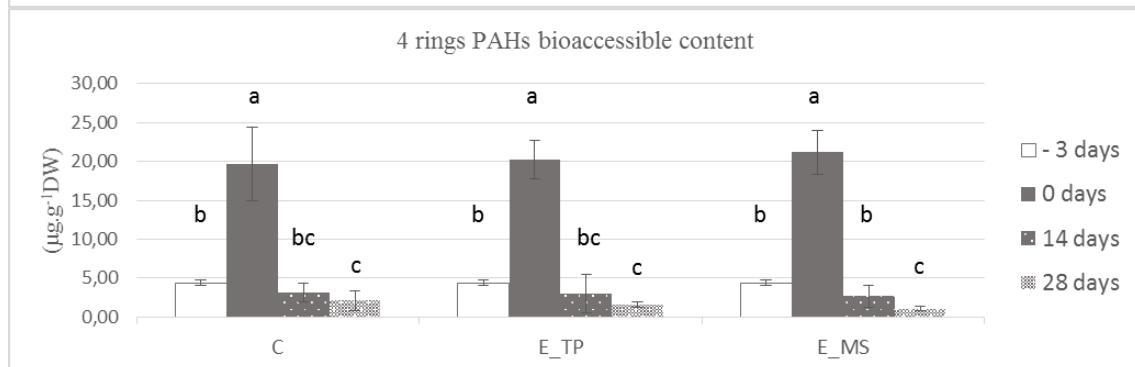 4 rings PAHs bioaccessible content
(µg.g-1DW)
30,00
25,00
20,00
15,00
10,00
5,00
0,00
b a bc c
b a bc c
b a b c
C E_TP E_MS
- 3 days
0 days
14 days
28 days